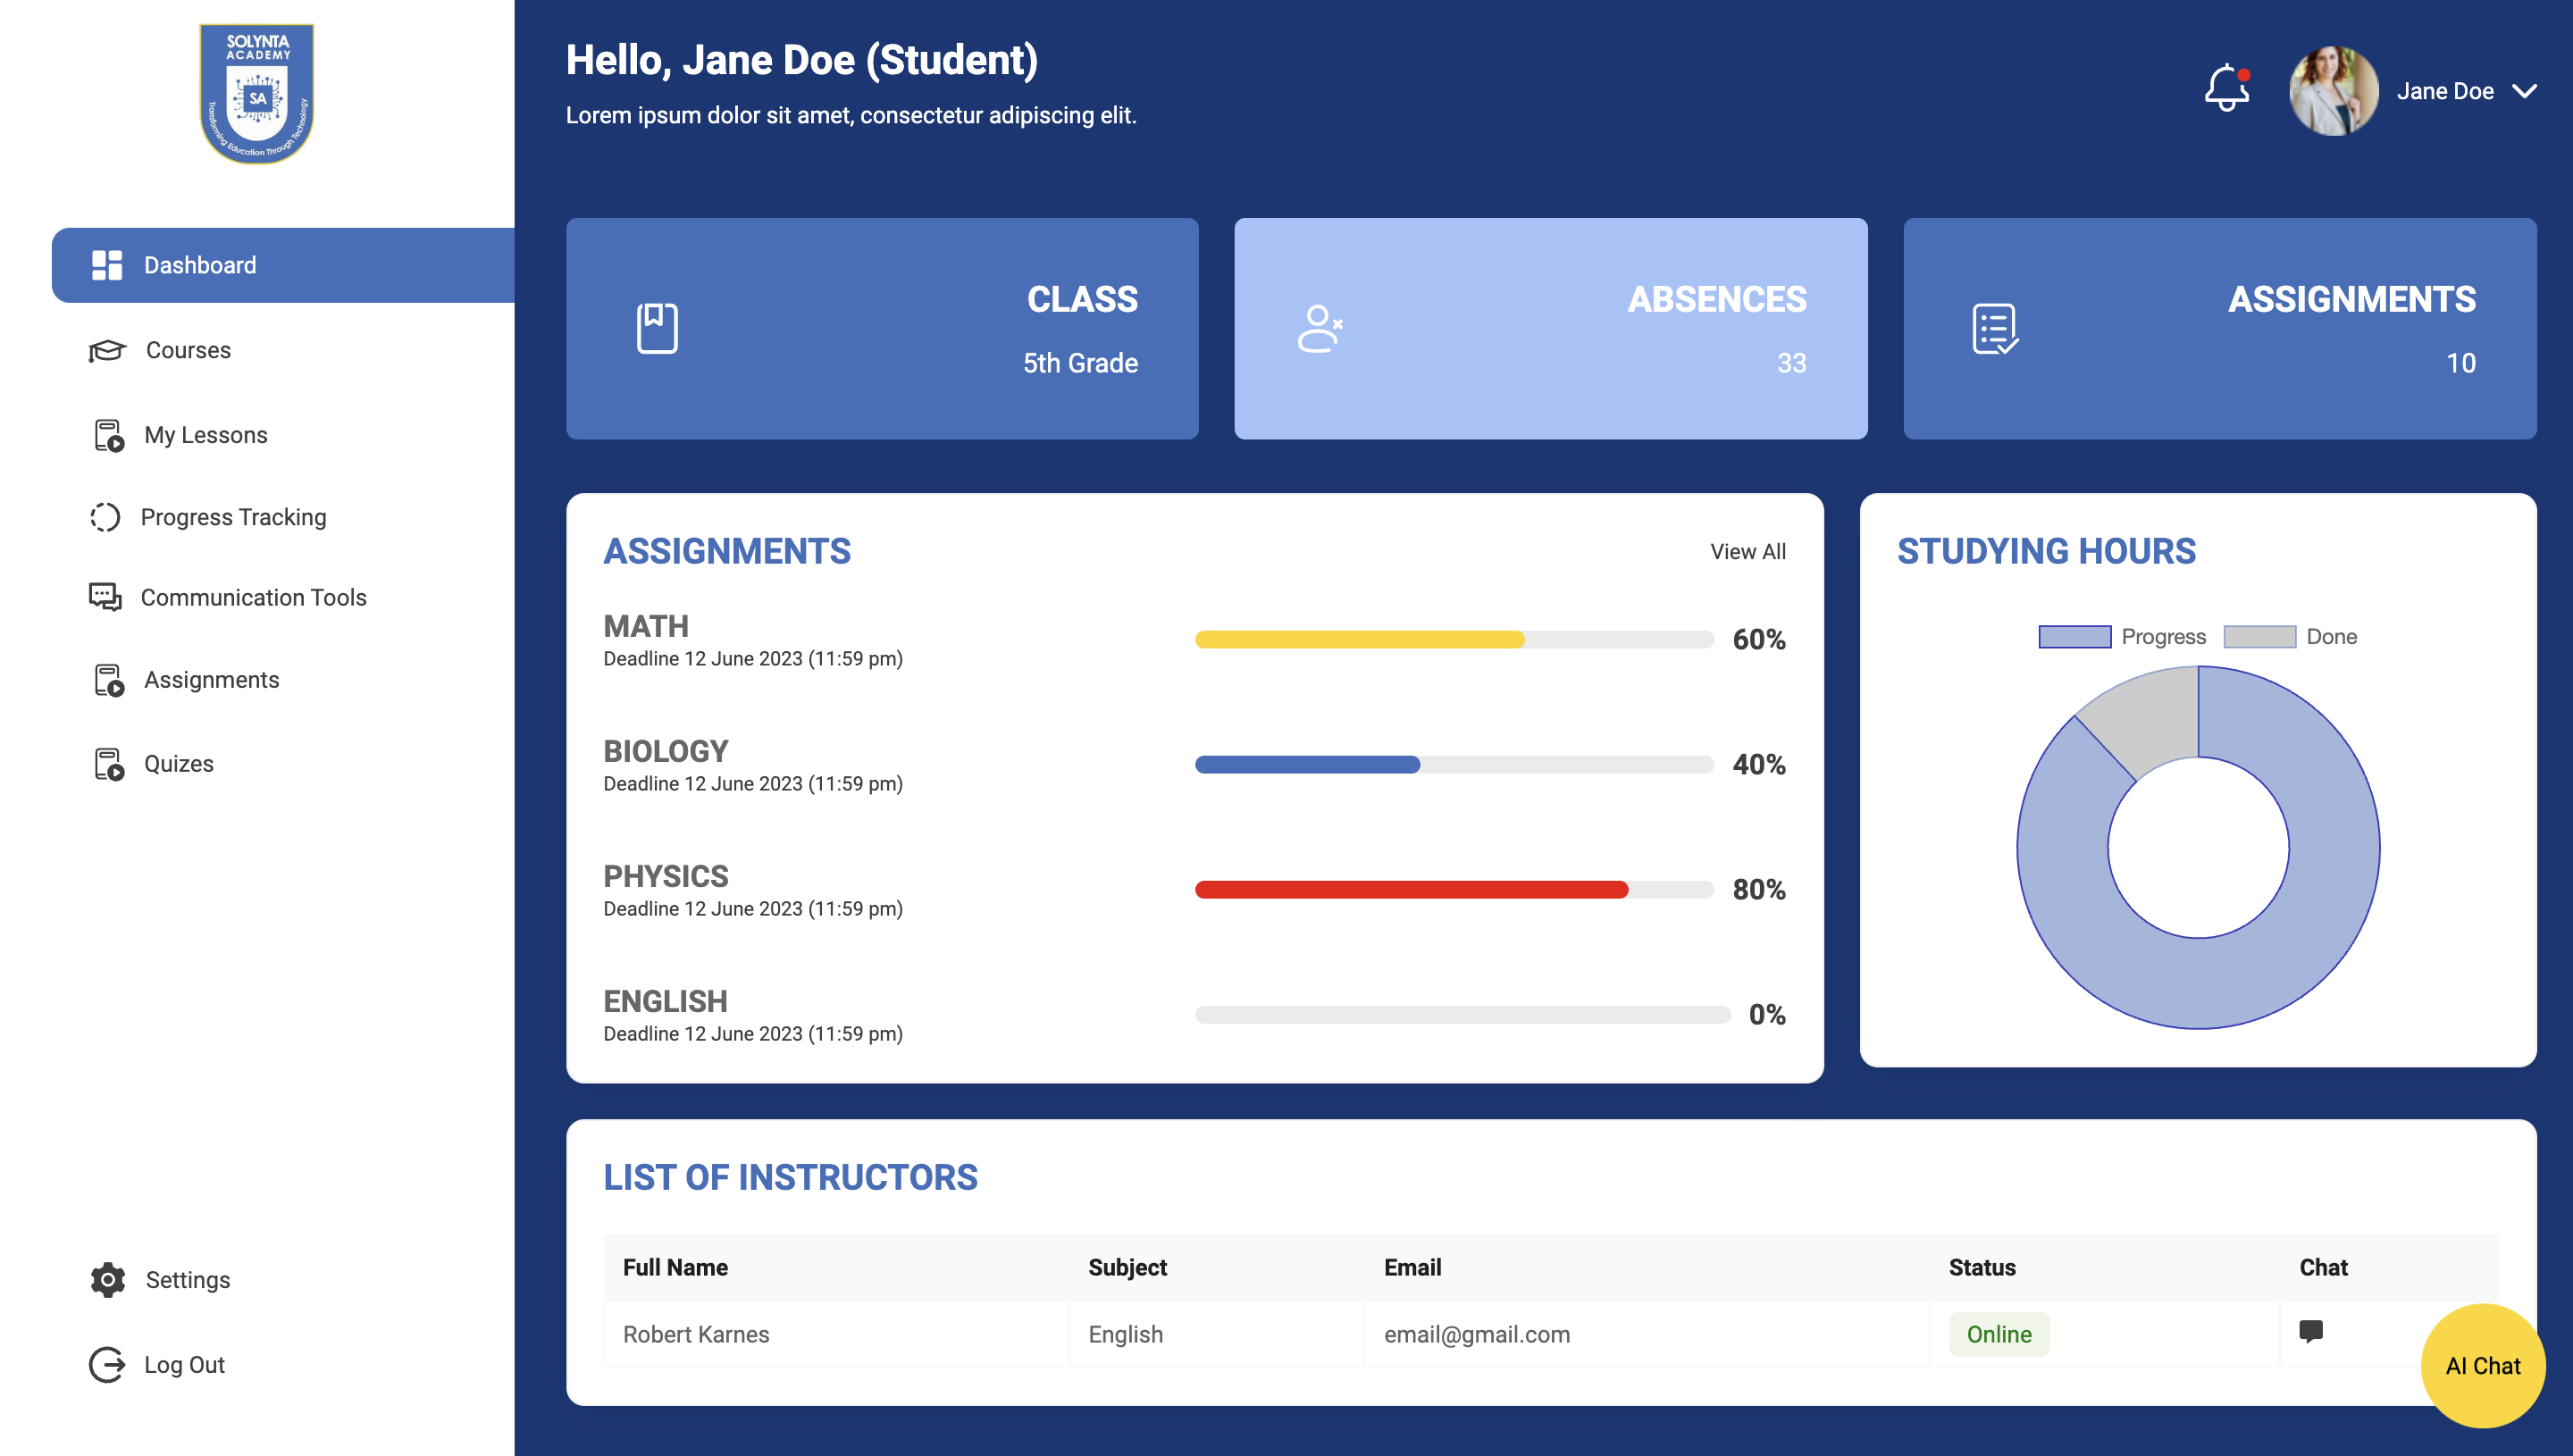 SOLYNTA
ACADEMY
SA
Transforming Education Through Technology
Dashboard
Courses
My Lessons
Progress Tracking
Communication Tools
Assignments
Quizes
Settings
Log Out
Hello, Jane Doe (Student)
Lorem ipsum dolor sit amet, consectetur adipiscing elit.
Jane Doe
CLASS
5th Grade
ABSENCES
33
ASSIGNMENTS
10
ASSIGNMENTS View All
MATH
Deadline 12 June 2023 (11:59 pm)
60%
BIOLOGY
Deadline 12 June 2023 (11:59 pm)
40%
PHYSICS
Deadline 12 June 2023 (11:59 pm)
80%
ENGLISH
Deadline 12 June 2023 (11:59 pm)
0%
STUDYING HOURS
Progress Done
LIST OF INSTRUCTORS
Full Name Subject Email Status Chat
Robert Karnes English email@gmail.com Online
AI Chat